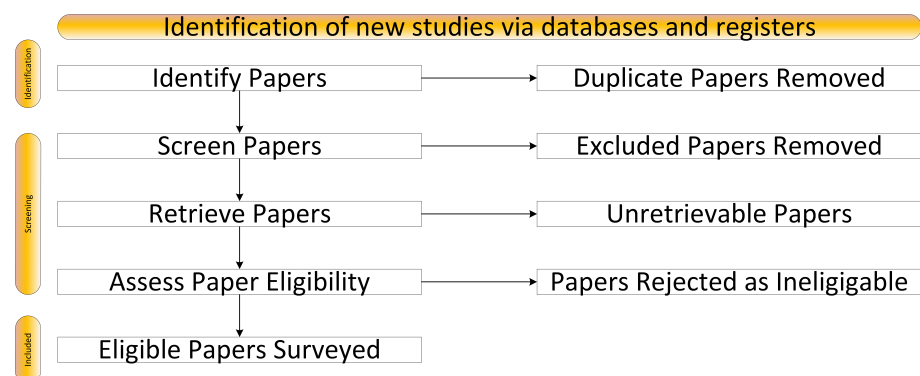 Identification of new studies via databases and registers
Identification
Identify Papers
Duplicate Papers Removed
Screening
Screen Papers
Excluded Papers Removed
Retrieve Papers
Unretrievable Papers
Assess Paper Eligibility
Papers Rejected as Ineligigable
Included
Eligible Papers Surveyed